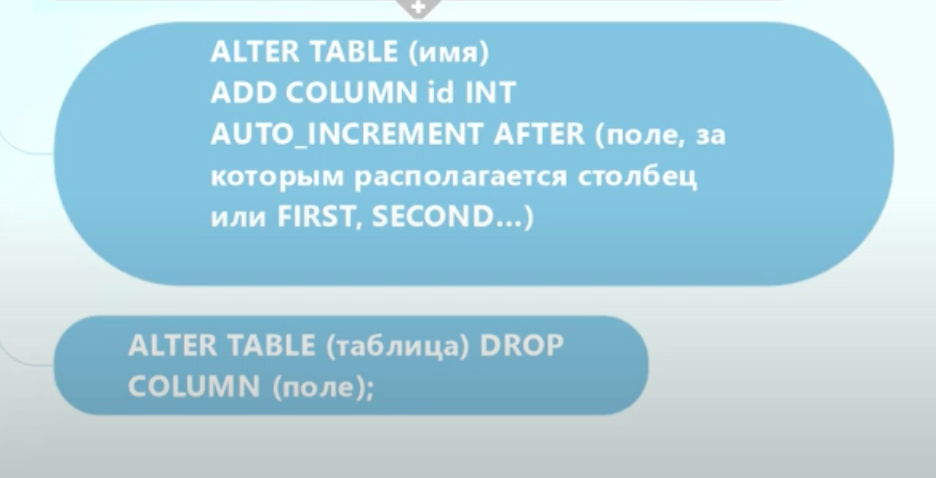 ALTER TABLE (имя)
ADD COLUMN id INT
AUTO_INCREMENT AFTER (поле, за
которым располагается столбец
или FIRST, SECOND...)
ALTER TABLE (таблица) DROP
COLUMN (поле);